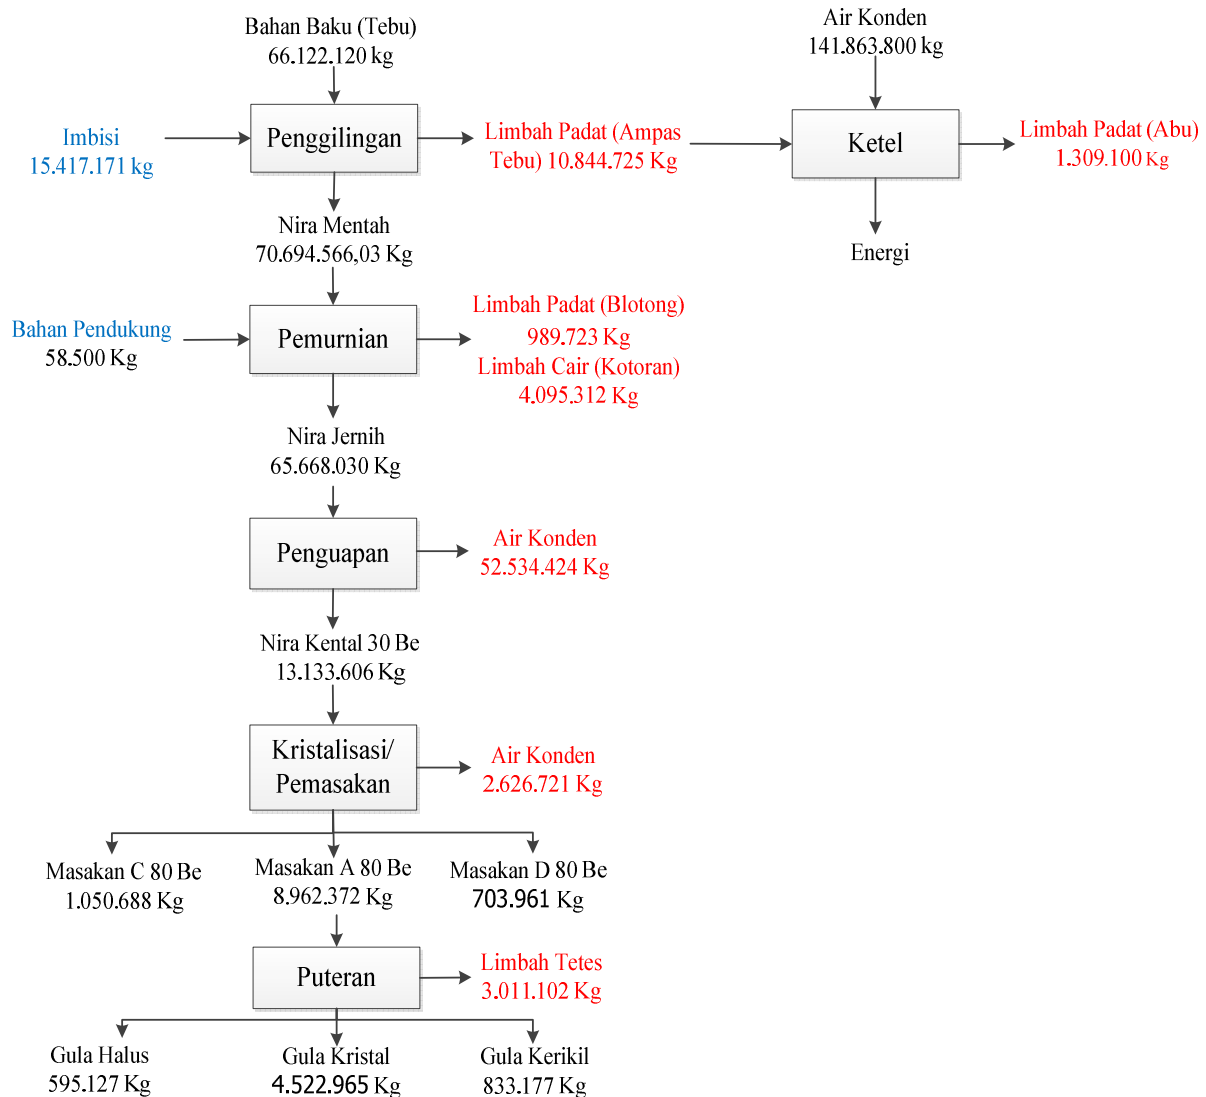 Bahan Baku (Tebu)
66.122.120 kg
Air Konden
141.863.800 kg
Imbisi
15.417.171 kg
Penggilingan
Limbah Padat (Ampas
Tebu) 10.844.725 Kg
Ketel
Limbah Padat (Abu)
1.309.100 Kg
Nira Mentah
70.694.566,03 Kg
Energi
Bahan Pendukung
58.500 Kg
Pemurnian
Limbah Padat (Blotong)
989.723 Kg
Limbah Cair (Kotoran)
4.095.312 Kg
Nira Jernih
65.668.030 Kg
Penguapan
Air Konden
52.534.424 Kg
Nira Kental 30 Be
13.133.606 Kg
Kristalisasi/
Pemasakan
Air Konden
2.626.721 Kg
Masakan C 80 Be
1.050.688 Kg
Masakan A 80 Be
8.962.372 Kg
Masakan D 80 Be
703.961 Kg
Puteran
Limbah Tetes
3.011.102 Kg
Gula Halus
595.127 Kg
Gula Kristal
4.522.965 Kg
Gula Kerikil
833.177 Kg